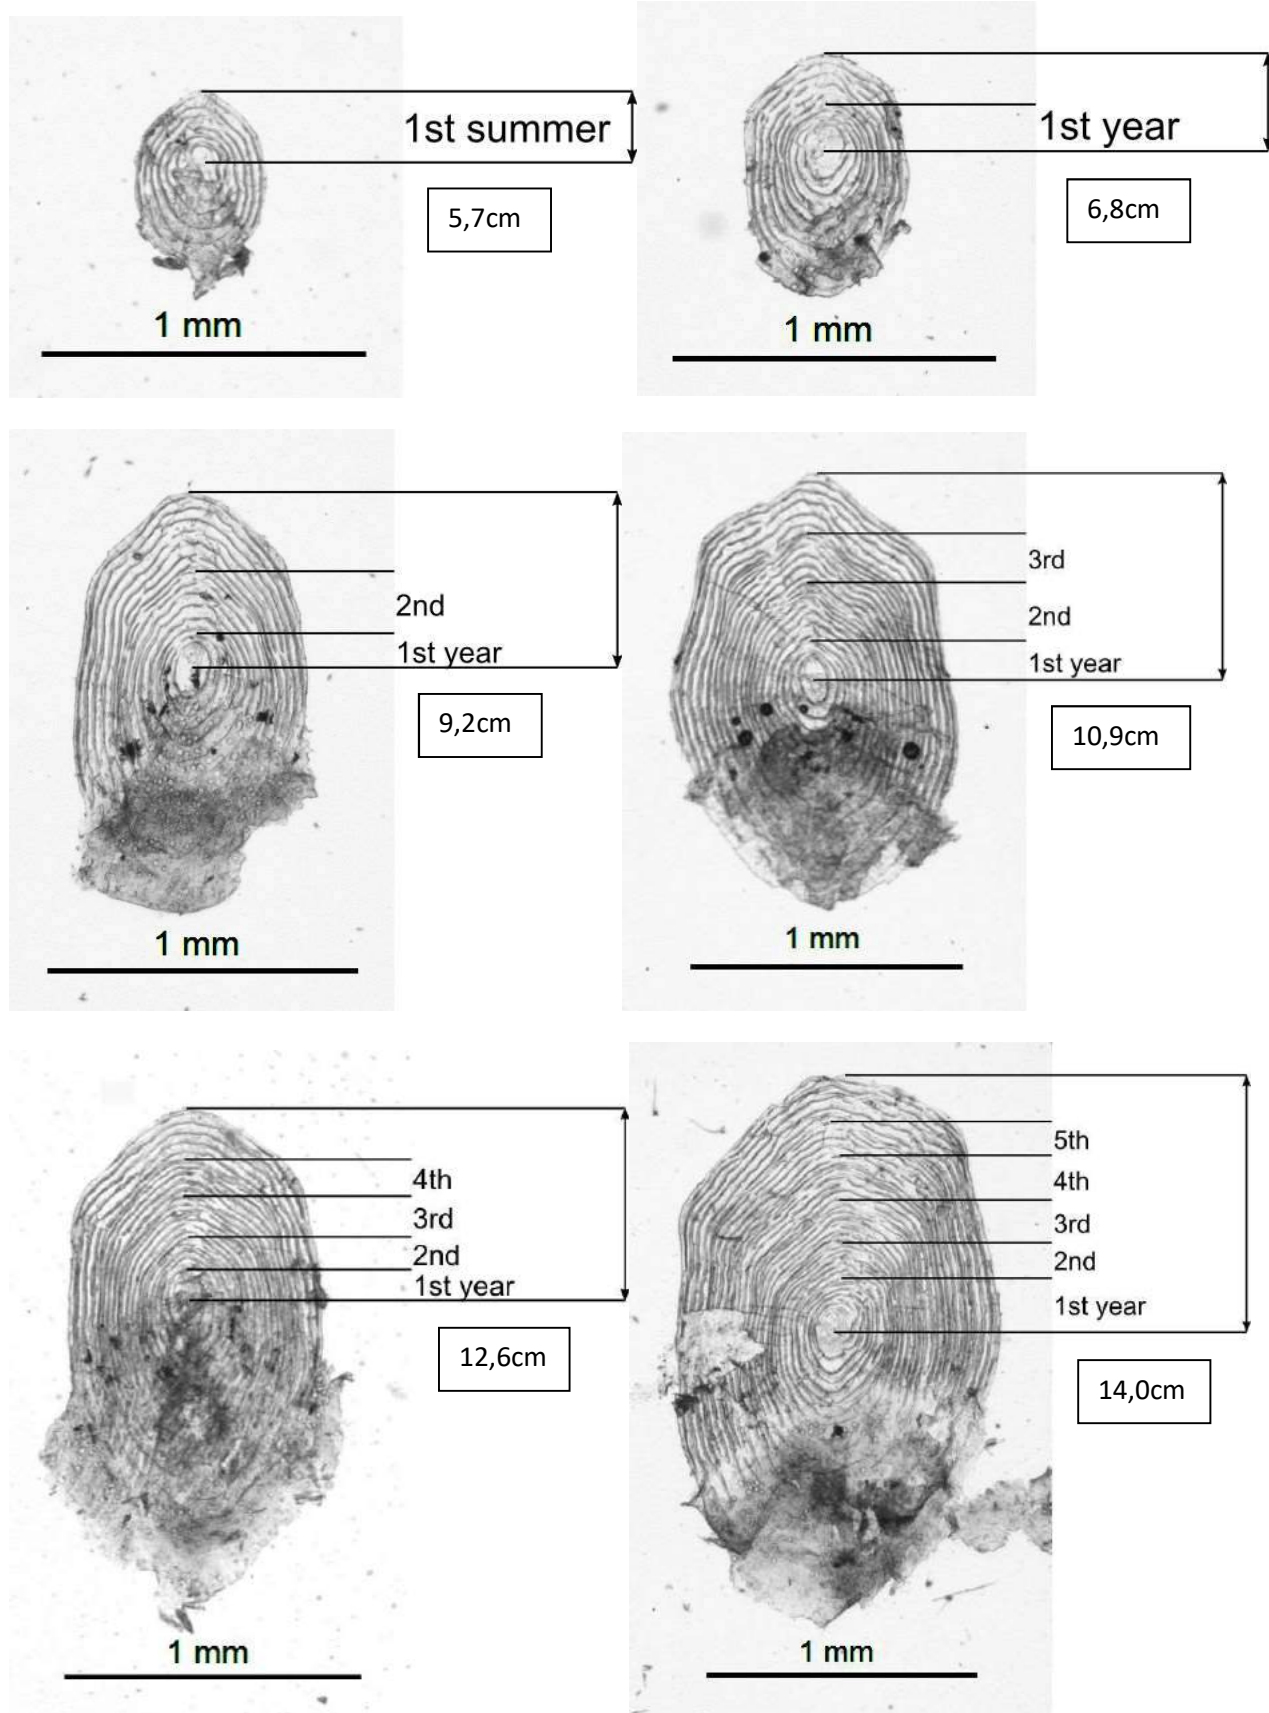 1st summer
5,7cm
1 mm
1st year
6,8cm
1 mm
2nd
1st year
9,2cm
1 mm
3rd
2nd
1st year
10,9cm
1 mm
4th
3rd
2nd
1st year
12,6cm
1 mm
5th
4th
3rd
2nd
1st year
14,0cm
1 mm